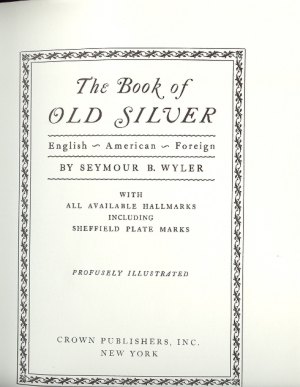 The Book of
OLD SILVER
English ~ American ~ Foreign
BY SEYMOUR B. WYLER
WITH
ALL AVAILABLE HALLMARKS
INCLUDING
SHEFFIELD PLATE MARKS
PROFUSELY ILLUSTRATED
CROWN PUBLISHERS, INC.
NEW YORK